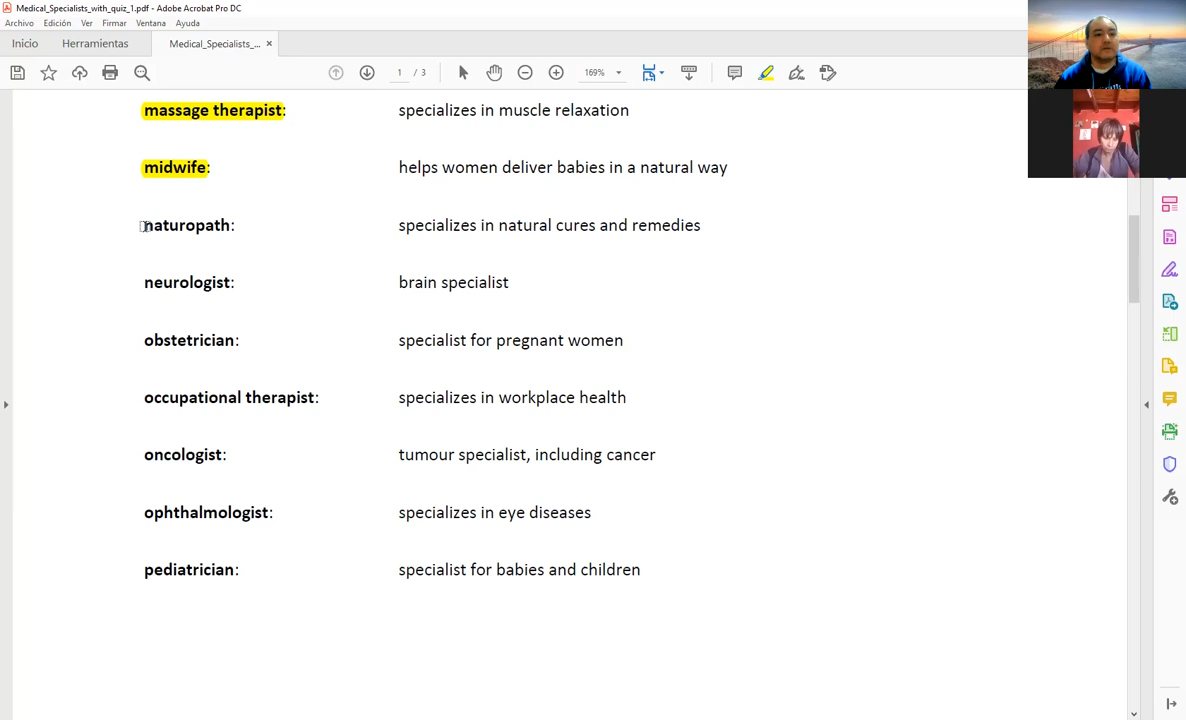 Medical_Specialists_with_quiz_1.pdf - Adobe Acrobat Pro DC
Archivo Edición Ver Firmar Ventana Ayuda
Inicio Herramientas Medical_Specialists_... ×
1 / 3 169%
massage therapist: specializes in muscle relaxation
midwife: helps women deliver babies in a natural way
naturopath: specializes in natural cures and remedies
neurologist: brain specialist
obstetrician: specialist for pregnant women
occupational therapist: specializes in workplace health
oncologist: tumour specialist, including cancer
ophthalmologist: specializes in eye diseases
pediatrician: specialist for babies and children